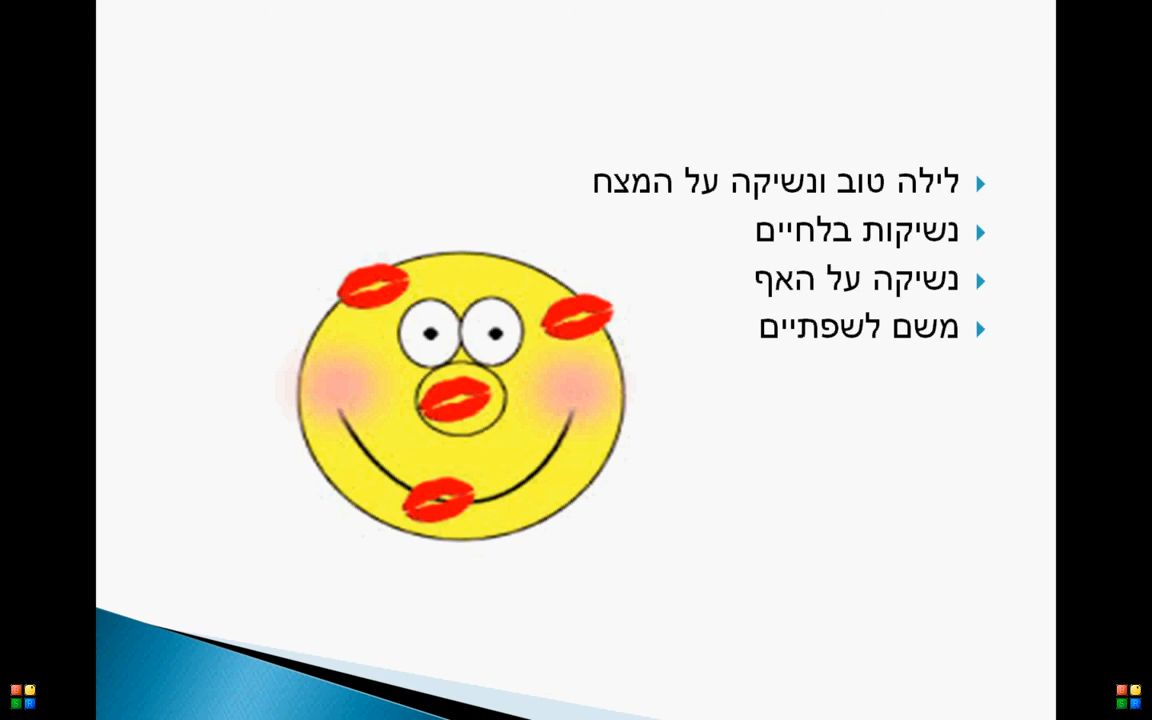 לילה טוב ונשיקה על המצח
נשיקות בלחיים
נשיקה על האף
משם לשפתיים